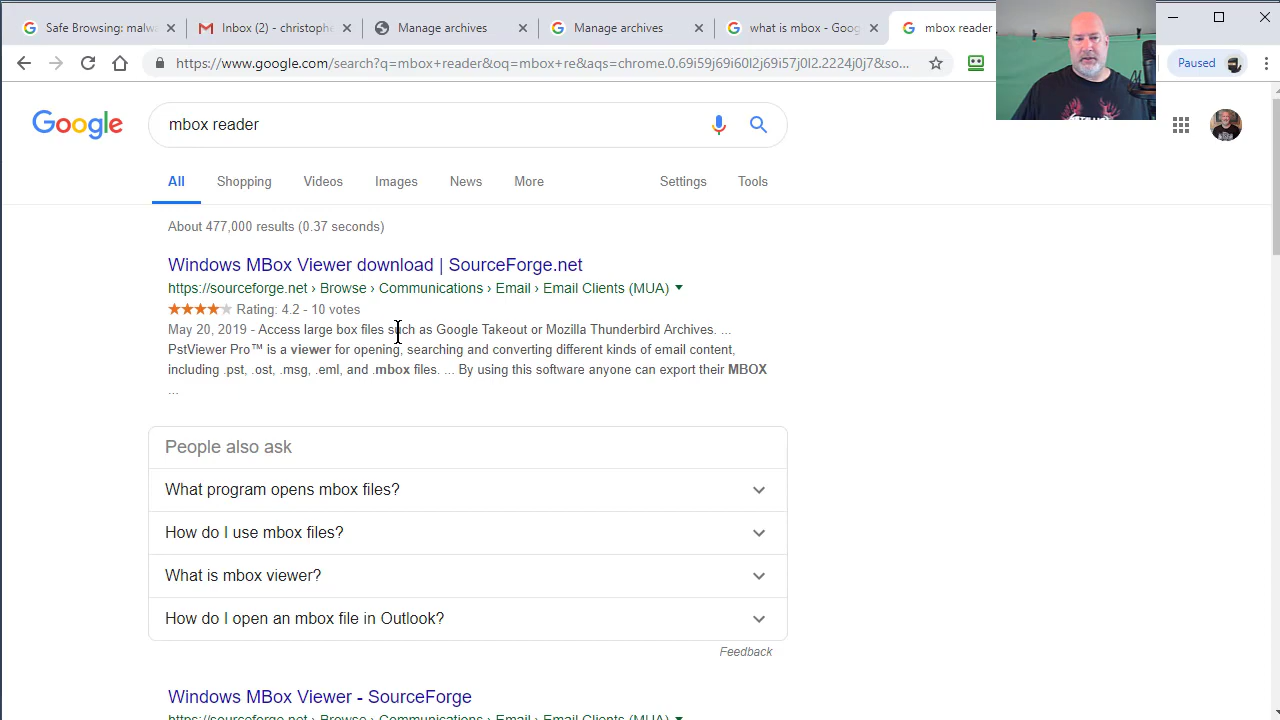 Safe Browsing: malwa
Inbox (2) - christophe
Manage archives
Manage archives
what is mbox - Goog
mbox reader
https://www.google.com/search?q=mbox+reader&oq=mbox+re&aqs=chrome.0.69i59j69i60l2j69i57j0l2.2224j0j7&so...
Paused
Google
mbox reader
All
Shopping
Videos
Images
News
More
Settings
Tools
About 477,000 results (0.37 seconds)
Windows MBox Viewer download | SourceForge.net
https://sourceforge.net › Browse › Communications › Email › Email Clients (MUA)
Rating: 4.2 - 10 votes
May 20, 2019 - Access large box files such as Google Takeout or Mozilla Thunderbird Archives. ...
PstViewer Pro™ is a viewer for opening, searching and converting different kinds of email content,
including .pst, .ost, .msg, .eml, and .mbox files. ... By using this software anyone can export their MBOX
...
People also ask
What program opens mbox files?
How do I use mbox files?
What is mbox viewer?
How do I open an mbox file in Outlook?
Feedback
Windows MBox Viewer - SourceForge
https://sourceforge.net › Browse › Communications › Email › Email Clients (MUA)